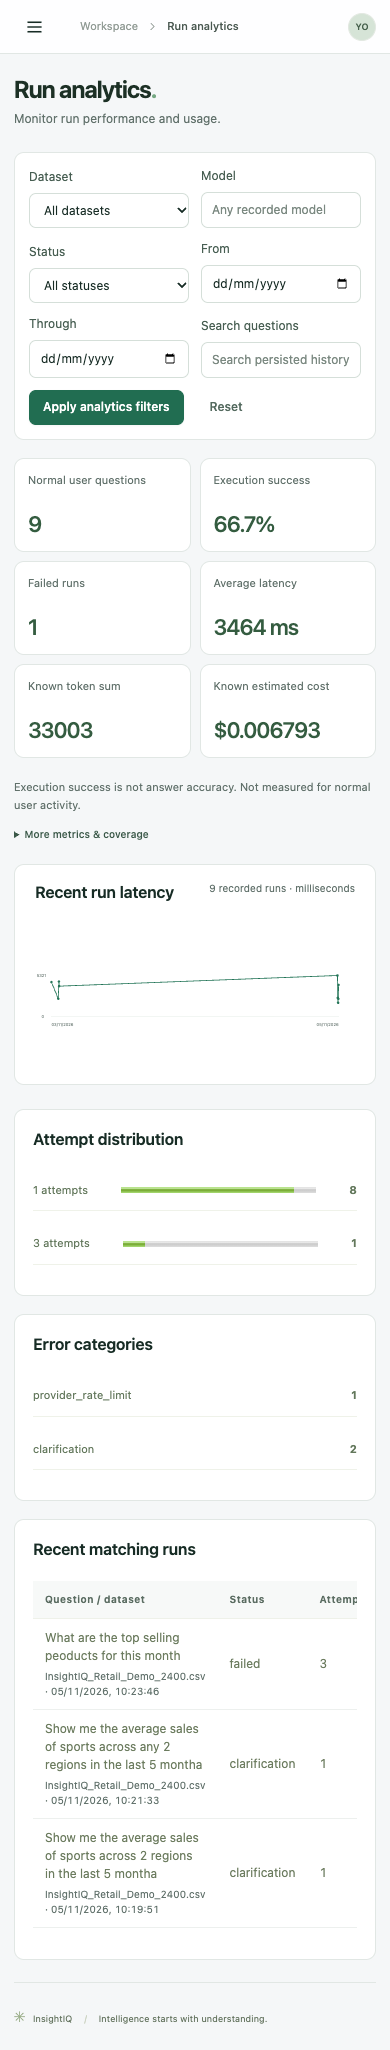 Workspace > Run analytics
YO
Run analytics.
Monitor run performance and usage.
Dataset
Model
All datasets
Any recorded model
Status
From
All statuses
dd/mm/yyyy
Through
Search questions
dd/mm/yyyy
Search persisted history
Apply analytics filters
Reset
Normal user questions
9
Execution success
66.7%
Failed runs
1
Average latency
3464 ms
Known token sum
33003
Known estimated cost
$0.006793
Execution success is not answer accuracy. Not measured for normal
user activity.
More metrics & coverage
Recent run latency
9 recorded runs · milliseconds
8321
0
Attempt distribution
1 attempts 8
3 attempts 1
Error categories
provider_rate_limit 1
clarification 2
Recent matching runs
Question / dataset Status Attemp
What are the top selling
peoducts for this month
InsightIQ_Retail_Demo_2400.csv
· 05/11/2026, 10:23:46
failed 3
Show me the average sales
of sports across any 2
regions in the last 5 months
InsightIQ_Retail_Demo_2400.csv
· 05/11/2026, 10:21:33
clarification 1
Show me the average sales
of sports across 2 regions
in the last 5 montha
InsightIQ_Retail_Demo_2400.csv
· 05/11/2026, 10:19:51
clarification 1
InsightIQ / Intelligence starts with understanding.